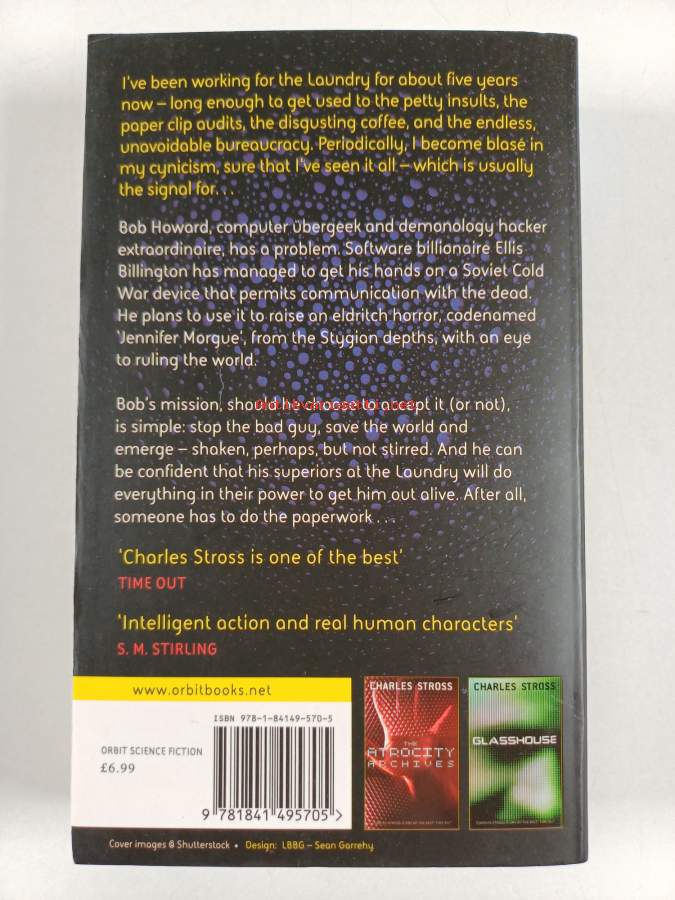 I've been working for the Laundry for about five years
now – long enough to get used to the petty insults, the
paper clip audits, the disgusting coffee, and the endless,
unavoidable bureaucracy. Periodically, I become blasé in
my cynicism, sure that I've seen it all – which is usually
the signal for...
Bob Howard, computer übergeek and demonology hacker
extraordinaire, has a problem. Software billionaire Ellis
Billington has managed to get his hands on a Soviet Cold
War device that permits communication with the dead.
He plans to use it to raise an eldritch horror, codenamed
'Jennifer Morgue', from the Stygian depths, with an eye
to ruling the world.
Bob's mission, should he choose to accept it (or not),
is simple: stop the bad guy, save the world and
emerge – shaken, perhaps, but not stirred. And he can
be confident that his superiors at the Laundry will do
everything in their power to get him out alive. After all,
someone has to do the paperwork...
'Charles Stross is one of the best'
TIME OUT
'Intelligent action and real human characters'
S. M. STIRLING
www.orbitbooks.net
ISBN 978-1-84149-570-5
ORBIT SCIENCE FICTION
£6.99
9 781841 495705 >
CHARLES STROSS
THE
ATROCITY
ARCHIVES
CHARLES STROSS
GLASSHOUSE
Cover images @ Shutterstock • Design: LBBG – Sean Garrehy